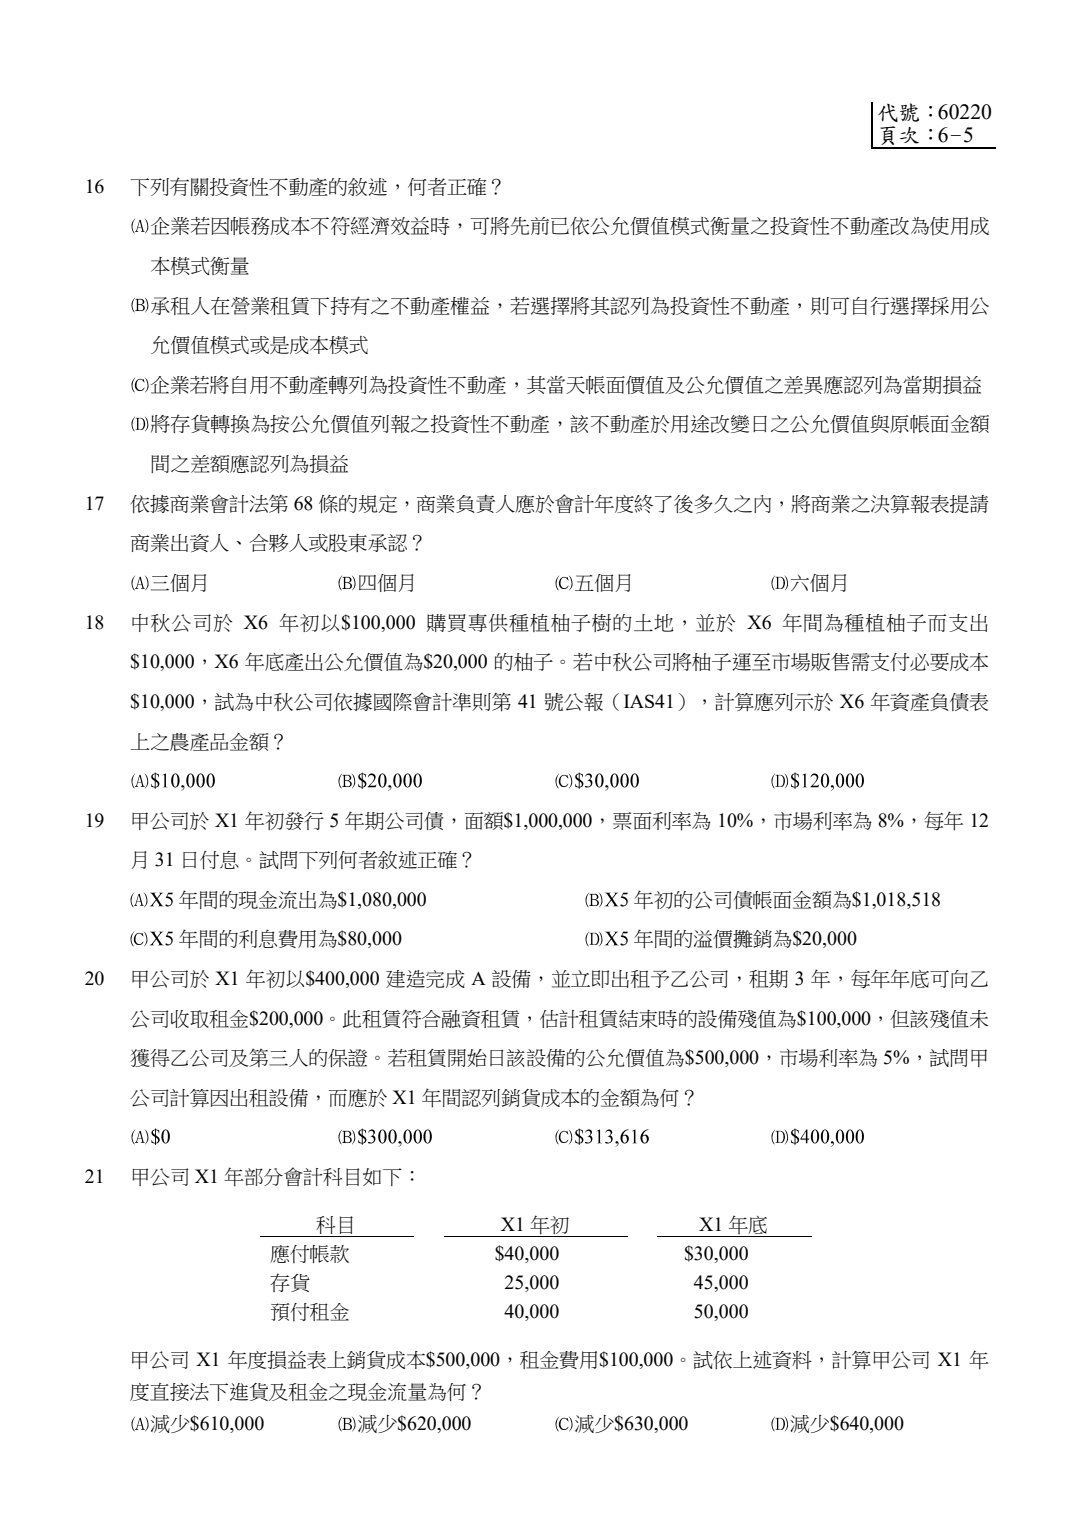 代號：60220
頁次：6-5
16 下列有關投資性不動產的敘述，何者正確？
(A)企業若因帳務成本不符經濟效益時，可將先前已依公允價值模式衡量之投資性不動產改為使用成
本模式衡量
(B)承租人在營業租賃下持有之不動產權益，若選擇將其認列為投資性不動產，則可自行選擇採用公
允價值模式或是成本模式
(C)企業若將自用不動產轉列為投資性不動產，其當天帳面價值及公允價值之差異應認列為當期損益
(D)將存貨轉換為按公允價值列報之投資性不動產，該不動產於用途改變日之公允價值與原帳面金額
間之差額應認列為損益
17 依據商業會計法第 68 條的規定，商業負責人應於會計年度終了後多久之內，將商業之決算報表提請
商業出資人、合夥人或股東承認？
(A)三個月 (B)四個月 (C)五個月 (D)六個月
18 中秋公司於 X6 年初以$100,000 購買專供種植柚子樹的土地，並於 X6 年間為種植柚子而支出
$10,000，X6 年底產出公允價值為$20,000 的柚子。若中秋公司將柚子運至市場販售需支付必要成本
$10,000，試為中秋公司依據國際會計準則第 41 號公報（IAS41），計算應列示於 X6 年資產負債表
上之農產品金額？
(A)$10,000 (B)$20,000 (C)$30,000 (D)$120,000
19 甲公司於 X1 年初發行 5 年期公司債，面額$1,000,000，票面利率為 10%，市場利率為 8%，每年 12
月 31 日付息。試問下列何者敘述正確？
(A)X5 年間的現金流出為$1,080,000 (B)X5 年初的公司債帳面金額為$1,018,518
(C)X5 年間的利息費用為$80,000 (D)X5 年間的溢價攤銷為$20,000
20 甲公司於 X1 年初以$400,000 建造完成 A 設備，並立即出租予乙公司，租期 3 年，每年年底可向乙
公司收取租金$200,000。此租賃符合融資租賃，估計租賃結束時的設備殘值為$100,000，但該殘值未
獲得乙公司及第三人的保證。若租賃開始日該設備的公允價值為$500,000，市場利率為 5%，試問甲
公司計算因出租設備，而應於 X1 年間認列銷貨成本的金額為何？
(A)$0 (B)$300,000 (C)$313,616 (D)$400,000
21 甲公司 X1 年部分會計科目如下：
科目 X1 年初 X1 年底
應付帳款 $40,000 $30,000
存貨 25,000 45,000
預付租金 40,000 50,000
甲公司 X1 年度損益表上銷貨成本$500,000，租金費用$100,000。試依上述資料，計算甲公司 X1 年
度直接法下進貨及租金之現金流量為何？
(A)減少$610,000 (B)減少$620,000 (C)減少$630,000 (D)減少$640,000